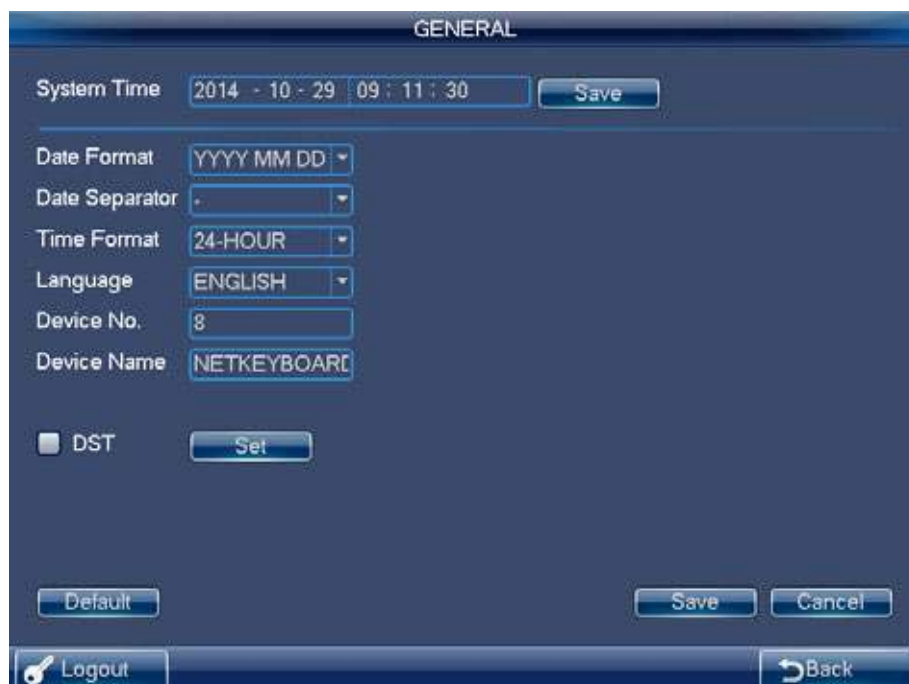 GENERAL
System Time 2014 - 10 - 29 09 : 11 : 30 Save
Date Format YYYY MM DD
Date Separator -
Time Format 24-HOUR
Language ENGLISH
Device No. 8
Device Name NETKEYBOARD
DST Set
Default Save Cancel
Logout Back